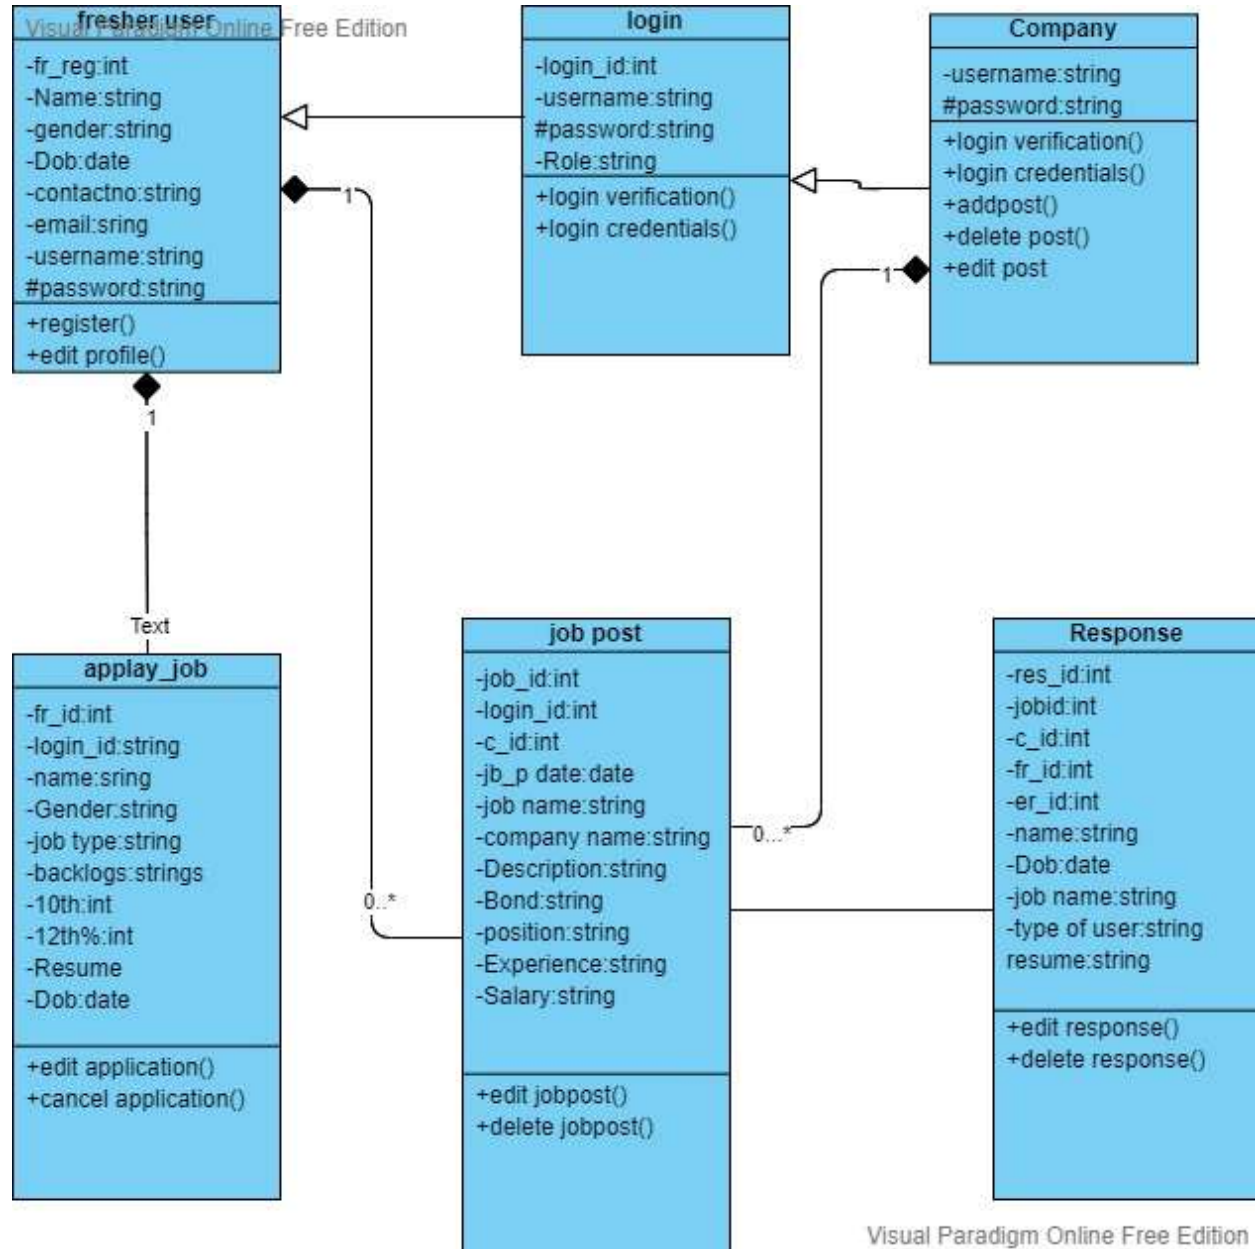 fresher user
Visual Paradigm Online Free Edition
-fr_reg:int
-Name:string
-gender:string
-Dob:date
-contactno:string
-email:sring
-username:string
#password:string
+register()
+edit profile()
login
-login_id:int
-username:string
#password:string
-Role:string
+login verification()
+login credentials()
Company
-username:string
#password:string
+login verification()
+login credentials()
+addpost()
+delete post()
+edit post
1
1
1
Text
0..*
0...*
applay_job
-fr_id:int
-login_id:string
-name:sring
-Gender:string
-job type:string
-backlogs:strings
-10th:int
-12th%:int
-Resume
-Dob:date
+edit application()
+cancel application()
job post
-job_id:int
-login_id:int
-c_id:int
-jb_p date:date
-job name:string
-company name:string
-Description:string
-Bond:string
-position:string
-Experience:string
-Salary:string
+edit jobpost()
+delete jobpost()
Response
-res_id:int
-jobid:int
-c_id:int
-fr_id:int
-er_id:int
-name:string
-Dob:date
-job name:string
-type of user:string
resume:string
+edit response()
+delete response()
Visual Paradigm Online Free Edition